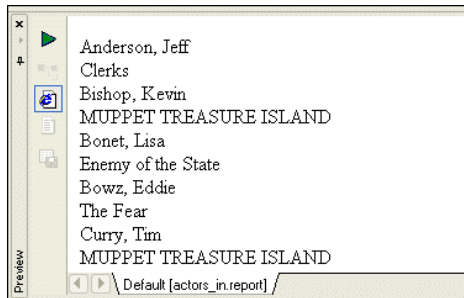 Anderson, Jeff
Clerks
Bishop, Kevin
MUPPET TREASURE ISLAND
Bonet, Lisa
Enemy of the State
Bowz, Eddie
The Fear
Curry, Tim
MUPPET TREASURE ISLAND
Preview
Default [actors_in.report]